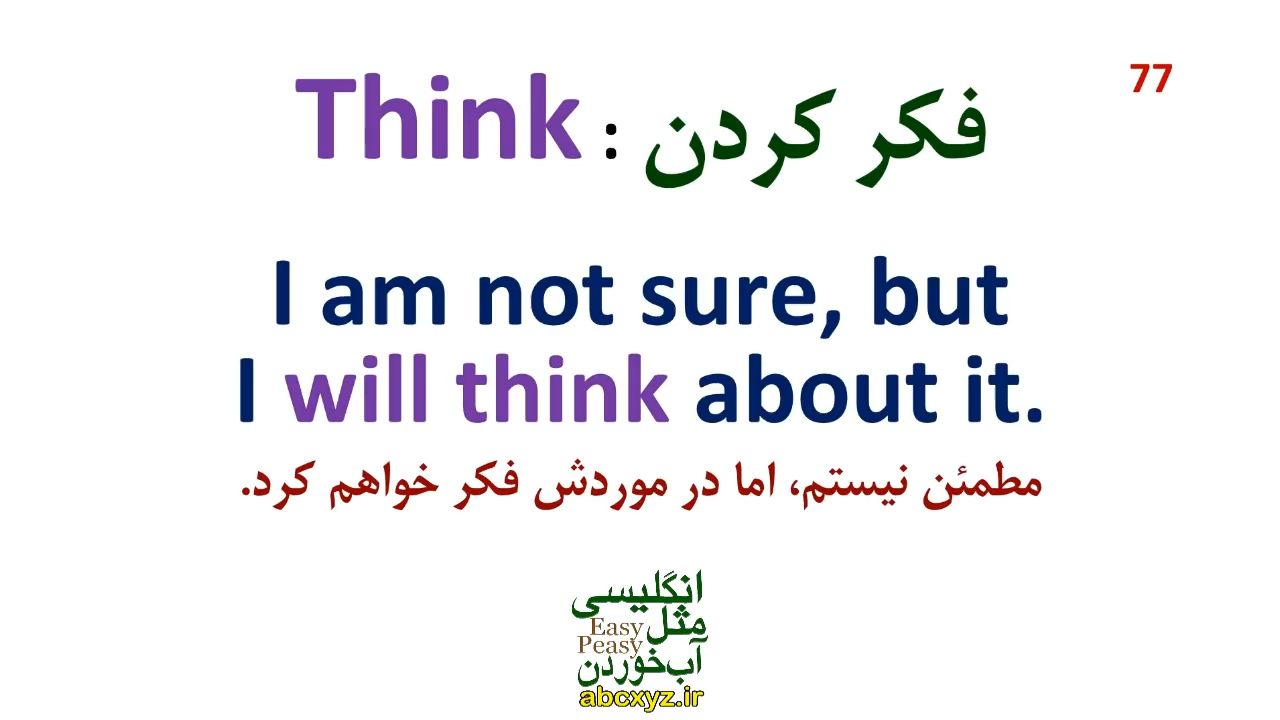 77
Think : فکر کردن
I am not sure, but
I will think about it.
مطمئن نیستم، اما در موردش فکر خواهم کرد.
انگلیسی
مثل Easy
Peasy
آب‌خوردن
abcxyz.ir